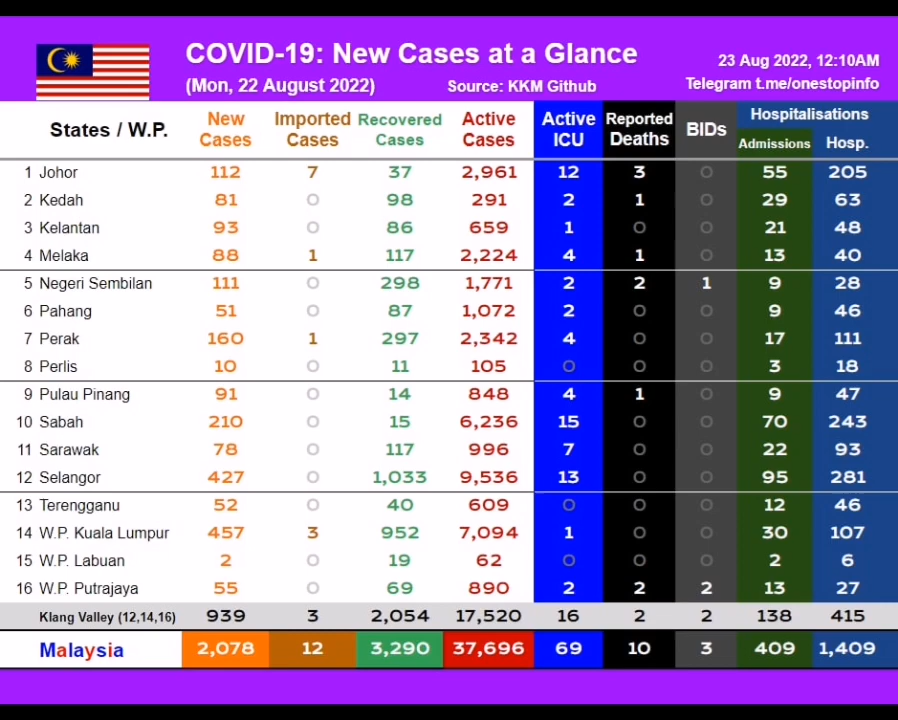 COVID-19: New Cases at a Glance
(Mon, 22 August 2022) Source: KKM Github
23 Aug 2022, 12:10AM
Telegram t.me/onestopinfo
States / W.P. New Cases Imported Cases Recovered Cases Active Cases Active ICU Reported Deaths BIDs Hospitalisations Admissions Hosp.
1 Johor 112 7 37 2,961 12 3 0 55 205
2 Kedah 81 0 98 291 2 1 0 29 63
3 Kelantan 93 0 86 659 1 0 0 21 48
4 Melaka 88 1 117 2,224 4 1 0 13 40
5 Negeri Sembilan 111 0 298 1,771 2 2 1 9 28
6 Pahang 51 0 87 1,072 2 0 0 9 46
7 Perak 160 1 297 2,342 4 0 0 17 111
8 Perlis 10 0 11 105 0 0 0 3 18
9 Pulau Pinang 91 0 14 848 4 1 0 9 47
10 Sabah 210 0 15 6,236 15 0 0 70 243
11 Sarawak 78 0 117 996 7 0 0 22 93
12 Selangor 427 0 1,033 9,536 13 0 0 95 281
13 Terengganu 52 0 40 609 0 0 0 12 46
14 W.P. Kuala Lumpur 457 3 952 7,094 1 0 0 30 107
15 W.P. Labuan 2 0 19 62 0 0 0 2 6
16 W.P. Putrajaya 55 0 69 890 2 2 2 13 27
Klang Valley (12,14,16) 939 3 2,054 17,520 16 2 2 138 415
Malaysia 2,078 12 3,290 37,696 69 10 3 409 1,409